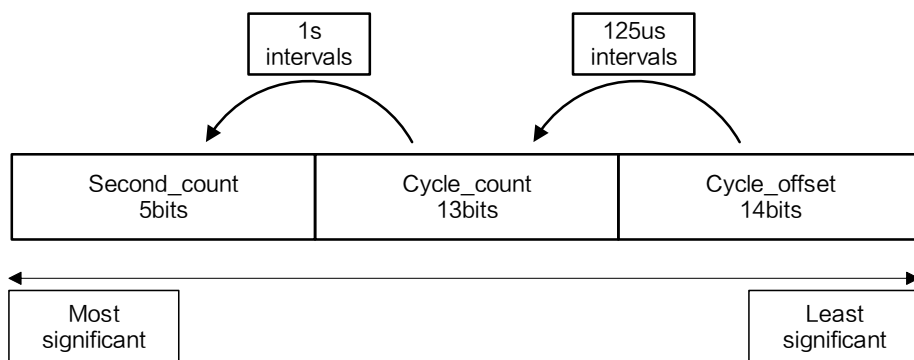 1s
intervals
125us
intervals
Second_count
5bits
Cycle_count
13bits
Cycle_offset
14bits
Most
significant
Least
significant